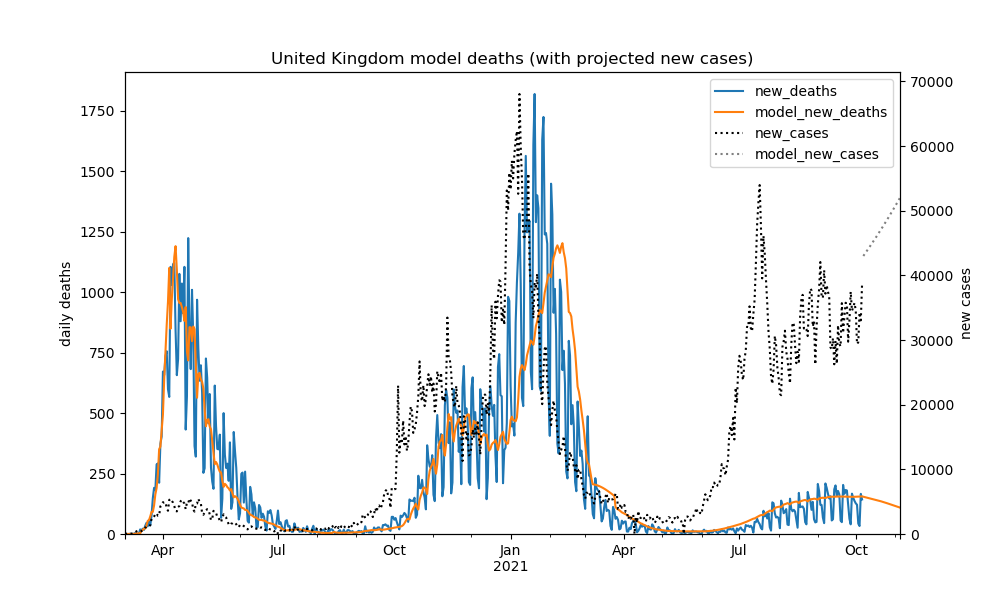 United Kingdom model deaths (with projected new cases)
new_deaths
model_new_deaths
new_cases
model_new_cases
daily deaths
1750
1500
1250
1000
750
500
250
0
70000
60000
50000
40000
30000
20000
10000
0
new cases
Apr Jul Oct Jan Apr Jul Oct
2021